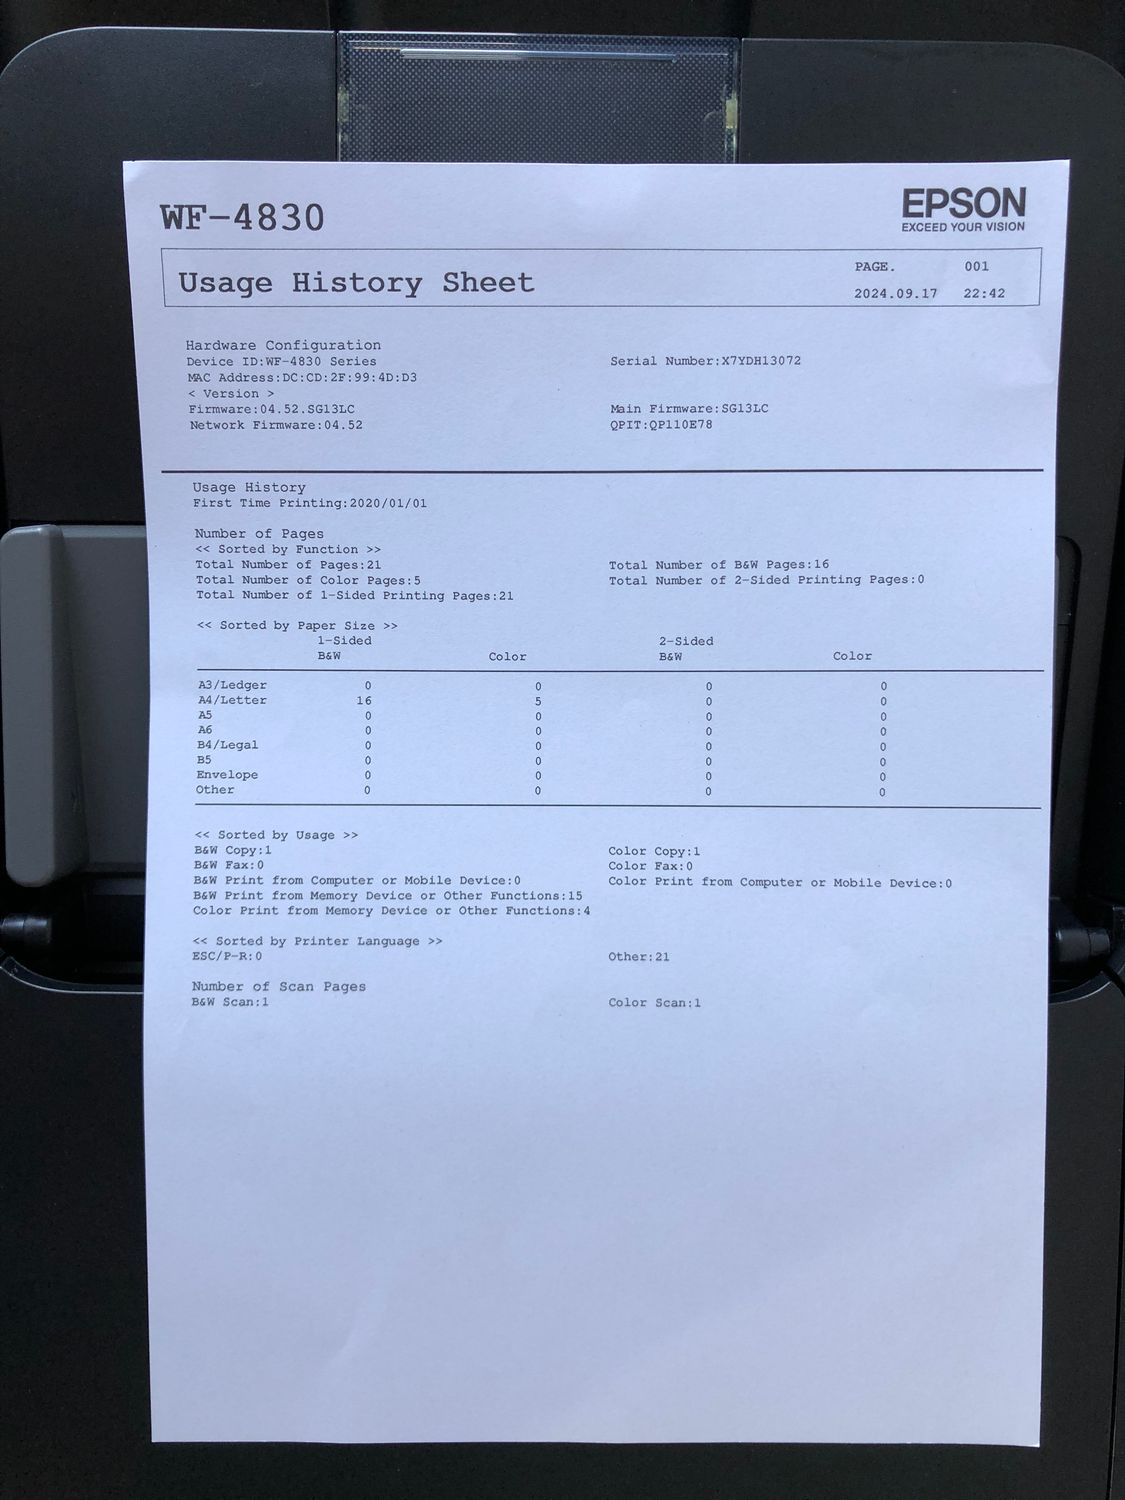 WF-4830
EPSON
EXCEED YOUR VISION
Usage History Sheet
PAGE. 001
2024.09.17 22:42
Hardware Configuration
Device ID:WF-4830 Series Serial Number:X7YDH13072
MAC Address:DC:CD:2F:99:4D:D3
< Version >
Firmware:04.52.SG13LC Main Firmware:SG13LC
Network Firmware:04.52 QPIT:QP110E78
Usage History
First Time Printing:2020/01/01
Number of Pages
<< Sorted by Function >>
Total Number of Pages:21 Total Number of B&W Pages:16
Total Number of Color Pages:5 Total Number of 2-Sided Printing Pages:0
Total Number of 1-Sided Printing Pages:21
<< Sorted by Paper Size >>
1-Sided 2-Sided
B&W Color B&W Color
A3/Ledger 0 0 0 0
A4/Letter 16 5 0 0
A5 0 0 0 0
A6 0 0 0 0
B4/Legal 0 0 0 0
B5 0 0 0 0
Envelope 0 0 0 0
Other 0 0 0 0
<< Sorted by Usage >>
B&W Copy:1 Color Copy:1
B&W Fax:0 Color Fax:0
B&W Print from Computer or Mobile Device:0 Color Print from Computer or Mobile Device:0
B&W Print from Memory Device or Other Functions:15
Color Print from Memory Device or Other Functions:4
<< Sorted by Printer Language >>
ESC/P-R:0 Other:21
Number of Scan Pages
B&W Scan:1 Color Scan:1